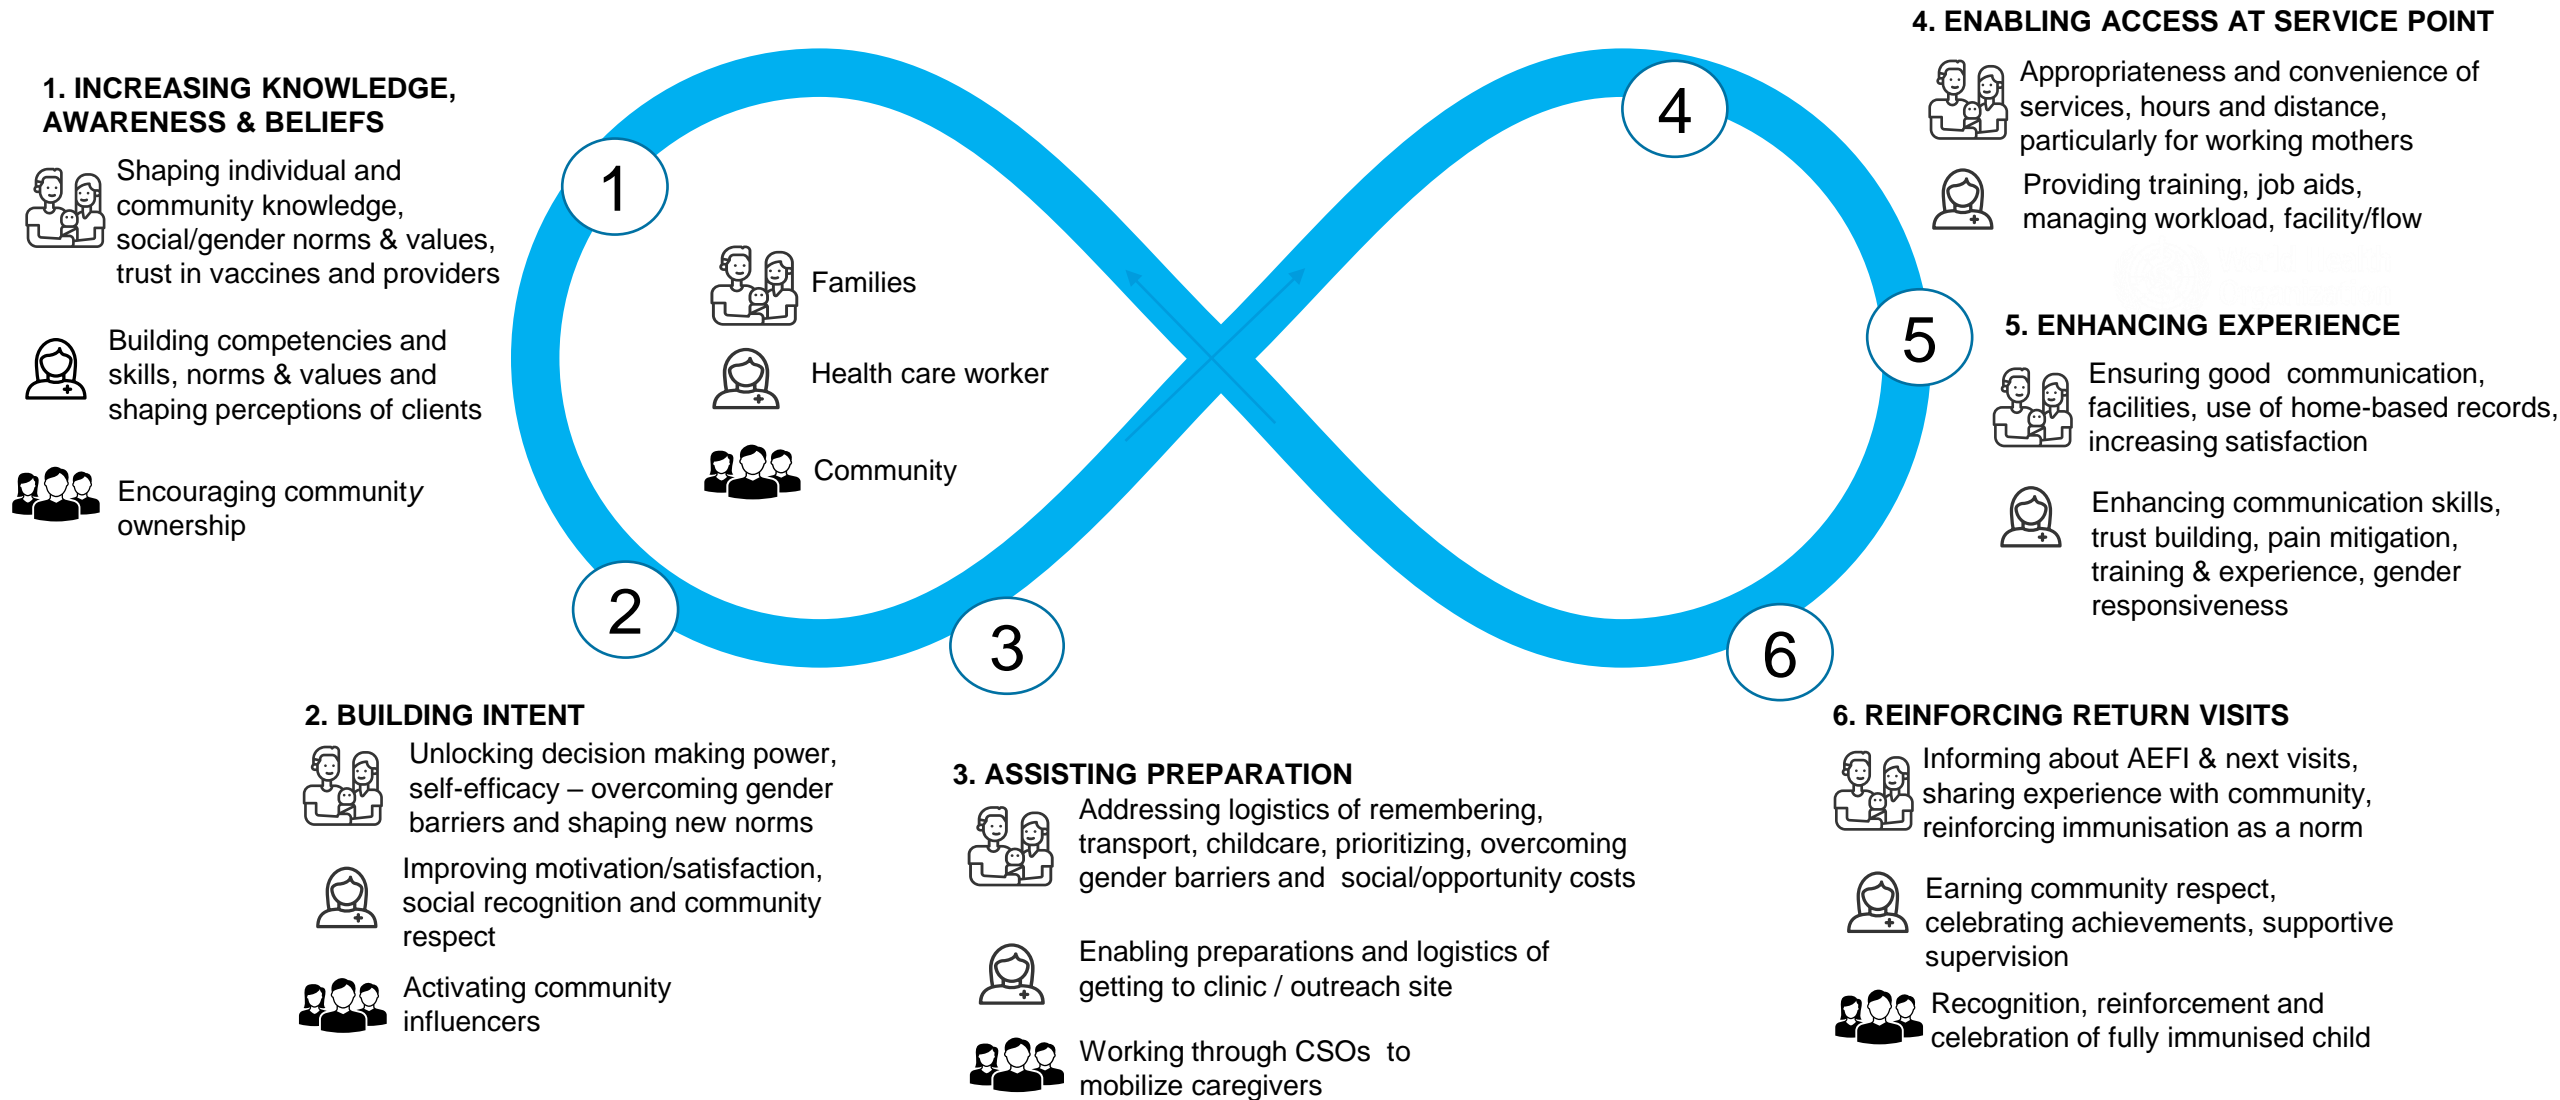 1. INCREASING KNOWLEDGE,
AWARENESS & BELIEFS
Shaping individual and
community knowledge,
social/gender norms & values,
trust in vaccines and providers
Building competencies and
skills, norms & values and
shaping perceptions of clients
Encouraging community
ownership
1
2
3
4
5
6
Families
Health care worker
Community
2. BUILDING INTENT
Unlocking decision making power,
self-efficacy – overcoming gender
barriers and shaping new norms
Improving motivation/satisfaction,
social recognition and community
respect
Activating community
influencers
3. ASSISTING PREPARATION
Addressing logistics of remembering,
transport, childcare, prioritizing, overcoming
gender barriers and social/opportunity costs
Enabling preparations and logistics of
getting to clinic / outreach site
Working through CSOs to
mobilize caregivers
4. ENABLING ACCESS AT SERVICE POINT
Appropriateness and convenience of
services, hours and distance,
particularly for working mothers
Providing training, job aids,
managing workload, facility/flow
5. ENHANCING EXPERIENCE
Ensuring good communication,
facilities, use of home-based records,
increasing satisfaction
Enhancing communication skills,
trust building, pain mitigation,
training & experience, gender
responsiveness
6. REINFORCING RETURN VISITS
Informing about AEFI & next visits,
sharing experience with community,
reinforcing immunisation as a norm
Earning community respect,
celebrating achievements, supportive
supervision
Recognition, reinforcement and
celebration of fully immunised child